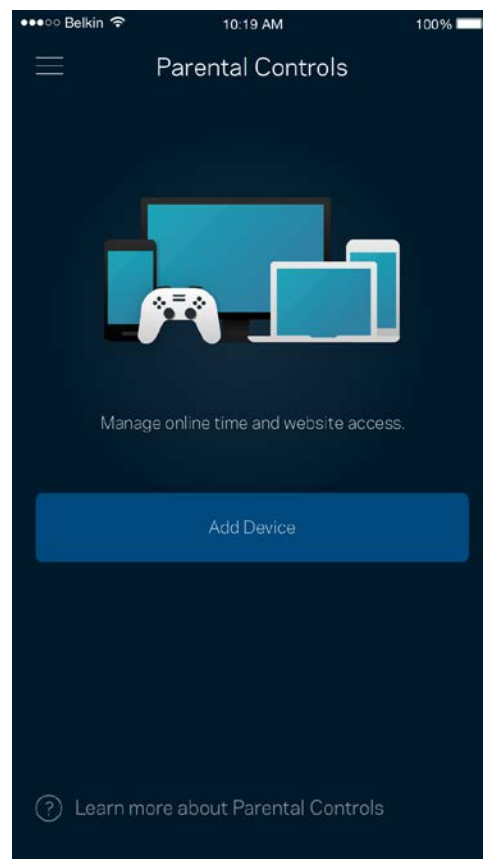 Belkin 10:19 AM 100%
Parental Controls
Manage online time and website access.
Add Device
? Learn more about Parental Controls